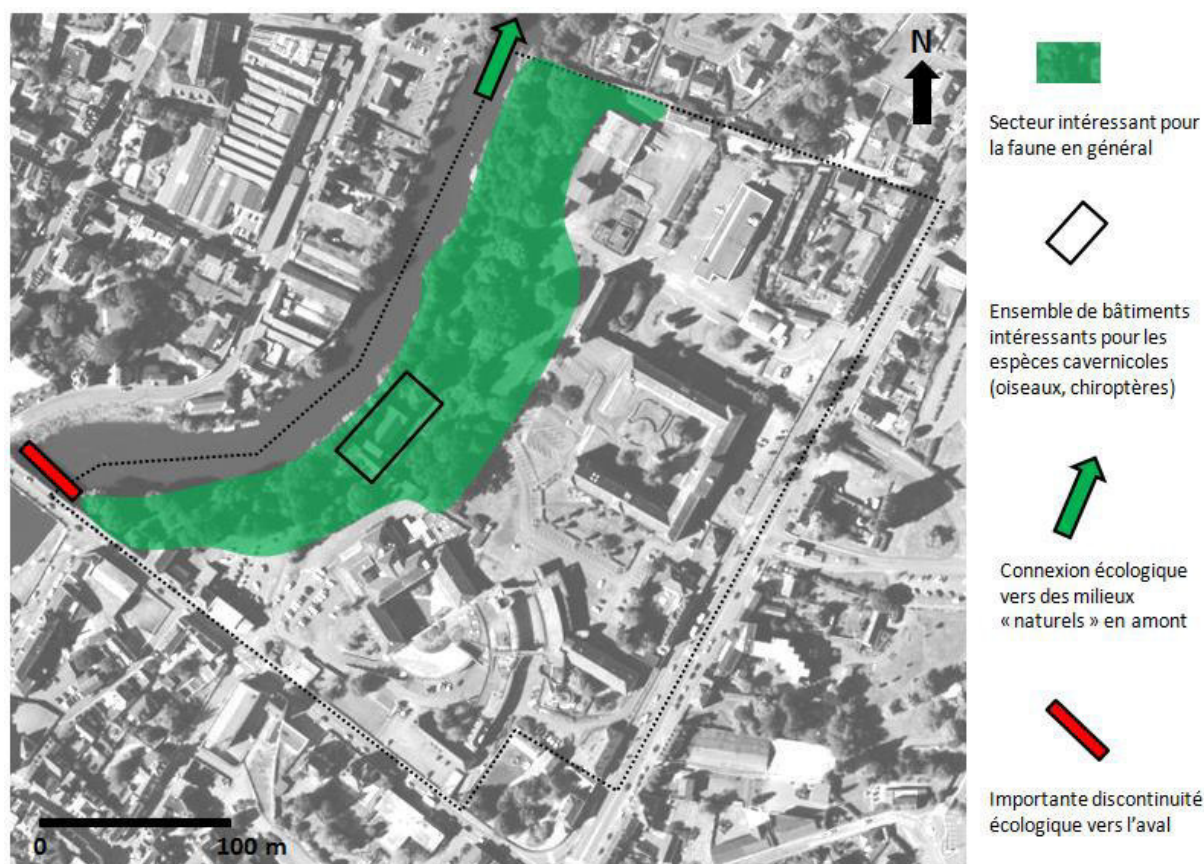 N
Secteur intéressant pour
la faune en général
Ensemble de bâtiments
intéressants pour les
espèces cavernicoles
(oiseaux, chiroptères)
Connexion écologique
vers des milieux
« naturels » en amont
Importante discontinuité
écologique vers l'aval
0 100 m